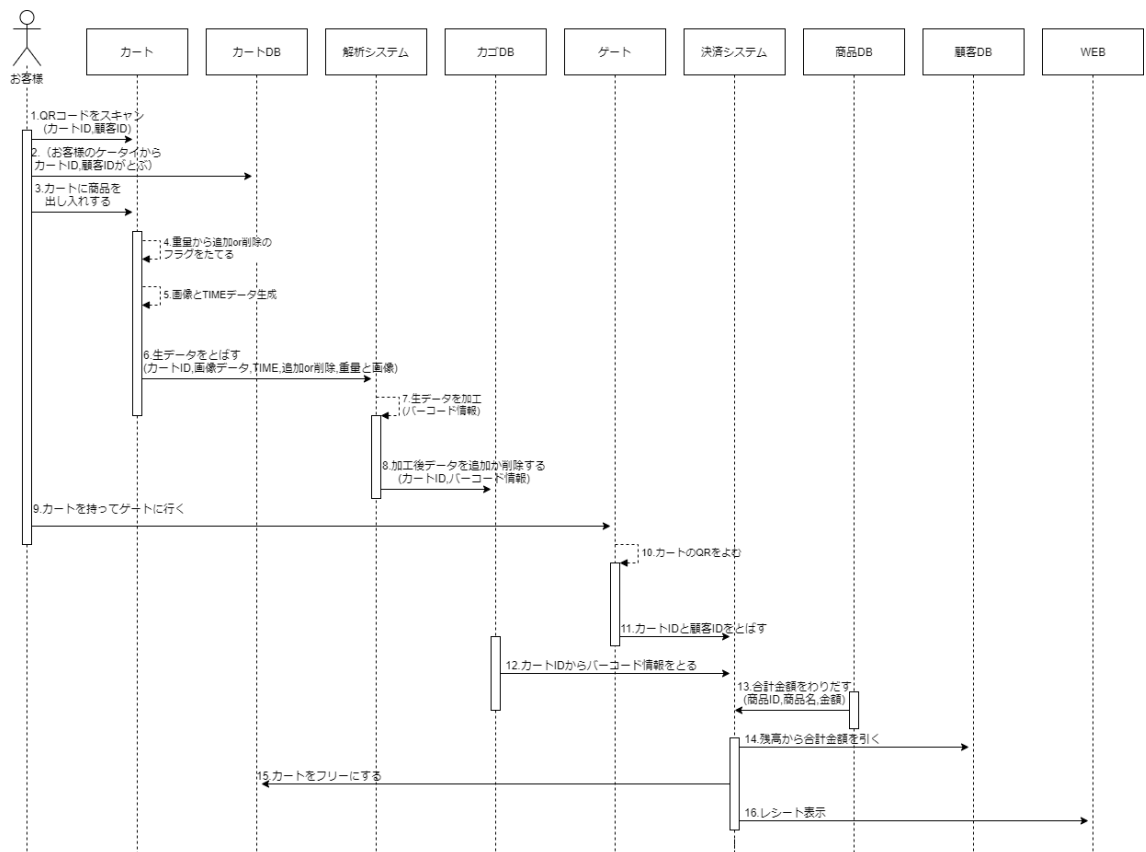 お客様
カート
カートDB
解析システム
カゴDB
ゲート
決済システム
商品DB
顧客DB
WEB
1.QRコードをスキャン
(カートID,顧客ID)
2.（お客様のケータイから
カートID,顧客IDがとぶ）
3.カートに商品を
出し入れする
4.重量から追加or削除の
フラグをたてる
5.画像とTIMEデータ生成
6.生データをとばす
(カートID,画像データ,TIME,追加or削除,重量と画像)
7.生データを加工
(バーコード情報)
8.加工後データを追加か削除する
(カートID,バーコード情報)
9.カートを持ってゲートに行く
10.カートのQRをよむ
11.カートIDと顧客IDをとばす
12.カートIDからバーコード情報をとる
13.合計金額をわりだす
(商品ID,商品名,金額)
14.残高から合計金額を引く
15.カートをフリーにする
16.レシート表示